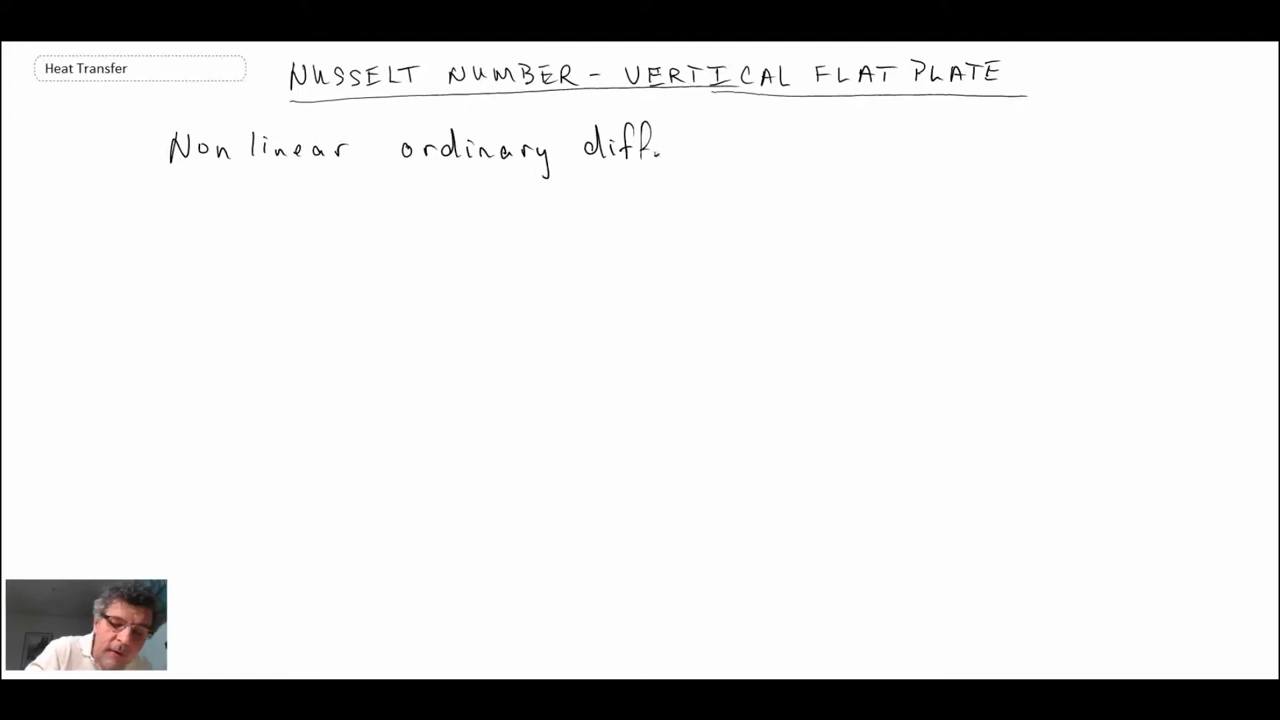 Heat Transfer
NUSSELT NUMBER - VERTICAL FLAT PLATE
Non linear ordinary diff.